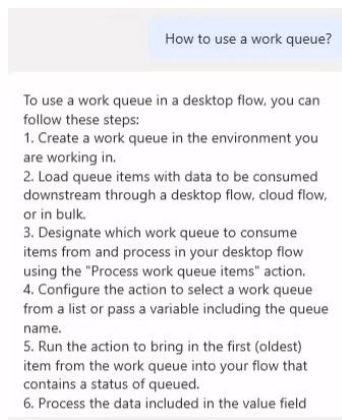 How to use a work queue?
To use a work queue in a desktop flow, you can
follow these steps:
1. Create a work queue in the environment you
are working in.
2. Load queue items with data to be consumed
downstream through a desktop flow, cloud flow,
or in bulk.
3. Designate which work queue to consume
items from and process in your desktop flow
using the "Process work queue items" action.
4. Configure the action to select a work queue
from a list or pass a variable including the queue
name.
5. Run the action to bring in the first (oldest)
item from the work queue into your flow that
contains a status of queued.
6. Process the data included in the value field